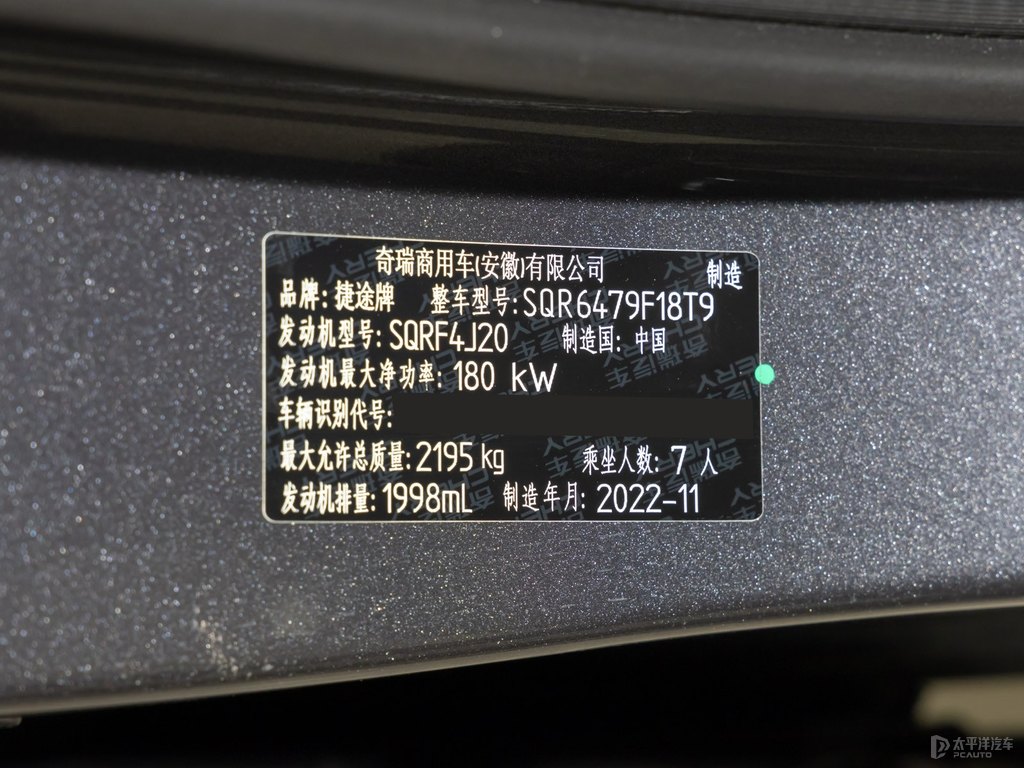 奇瑞商用车(安徽)有限公司 制造
品牌: 捷途牌 整车型号: SQR6479F18T9
发动机型号: SQRF4J20 制造国: 中国
发动机最大净功率: 180 kW
车辆识别代号:
最大允许总质量: 2195 kg 乘坐人数: 7 人
发动机排量: 1998mL 制造年月: 2022-11
太平洋汽车
PCAUTO